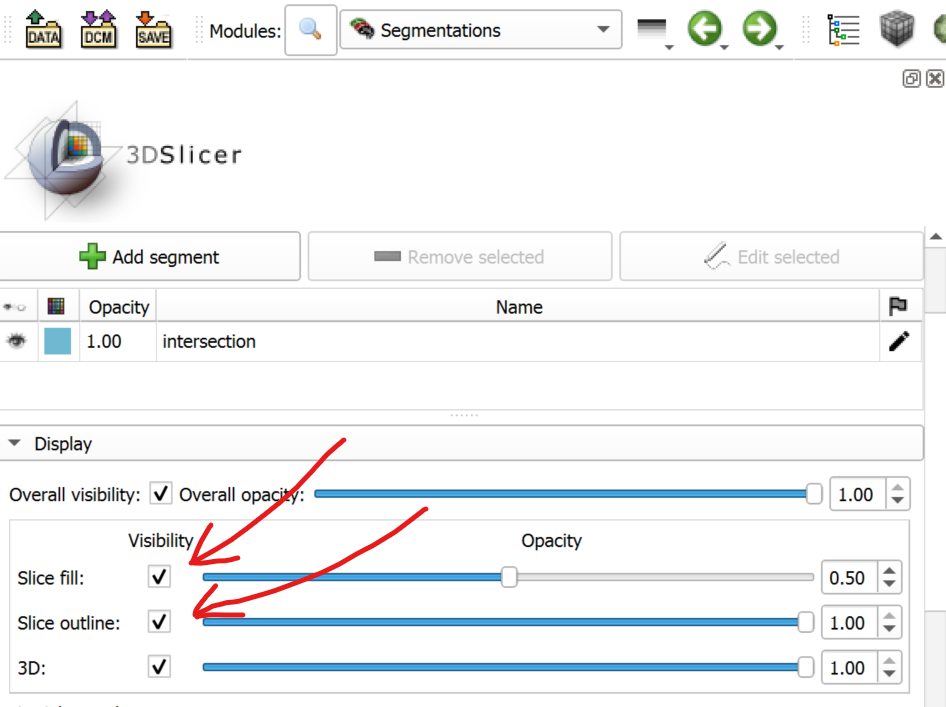 DATA DCM SAVE Modules: Segmentations
3DSlicer
Add segment Remove selected Edit selected
Opacity Name
1.00 intersection
Display
Overall visibility: Overall opacity: 1.00
Visibility Opacity
Slice fill: 0.50
Slice outline: 1.00
3D: 1.00